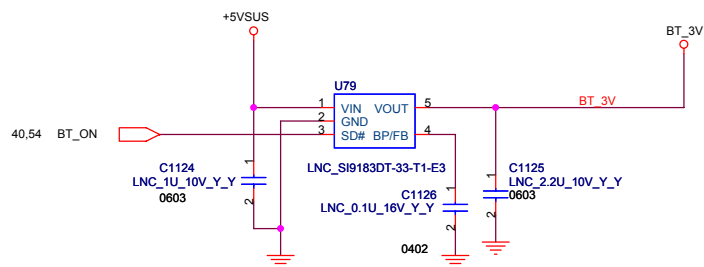 +5VSUS
BT_3V
U79
1 VIN VOUT 5
BT_3V
2 GND
40,54 BT_ON
3 SD# BP/FB 4
C1124 1
LNC_SI9183DT-33-T1-E3
C1125
LNC_1U_10V_Y_Y
1 LNC_2.2U_10V_Y_Y
0603 2
C1126 1
0603
LNC_0.1U_16V_Y_Y
2
2
0402